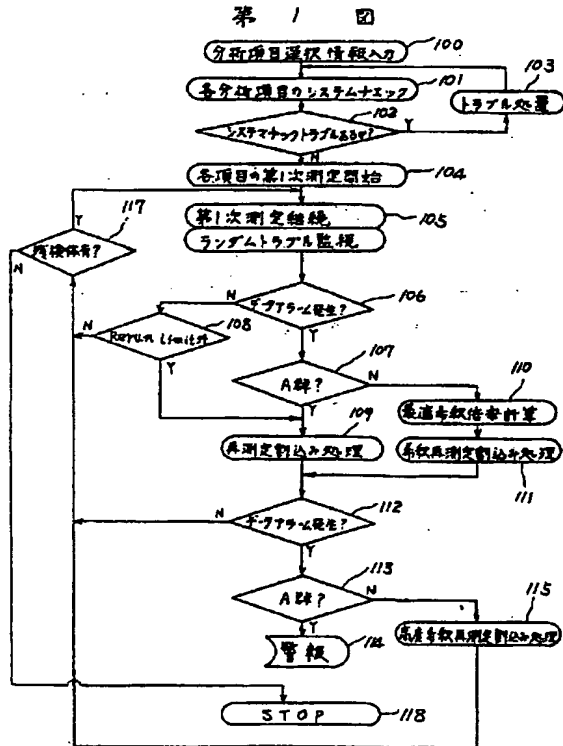 第 1 図
分析項目選択情報入力
100
101
各分析項目のシステムチェック
103
トラブル処置
102
システマチックトラブルあるや?
Y
N
各項目の第1次測定開始
104
117
Y
残検体有?
N
第1次測定継続
105
ランダムトラブル監視
データアラーム発生?
106
N
Y
Rerun Limit外
108
N
Y
107
A群?
N
Y
110
最適希釈倍率計算
109
再測定割込み処理
希釈再測定割込み処理
111
データアラーム発生?
112
N
Y
113
A群?
N
Y
115
希釈再測定割込み処理
警報
114
STOP
118